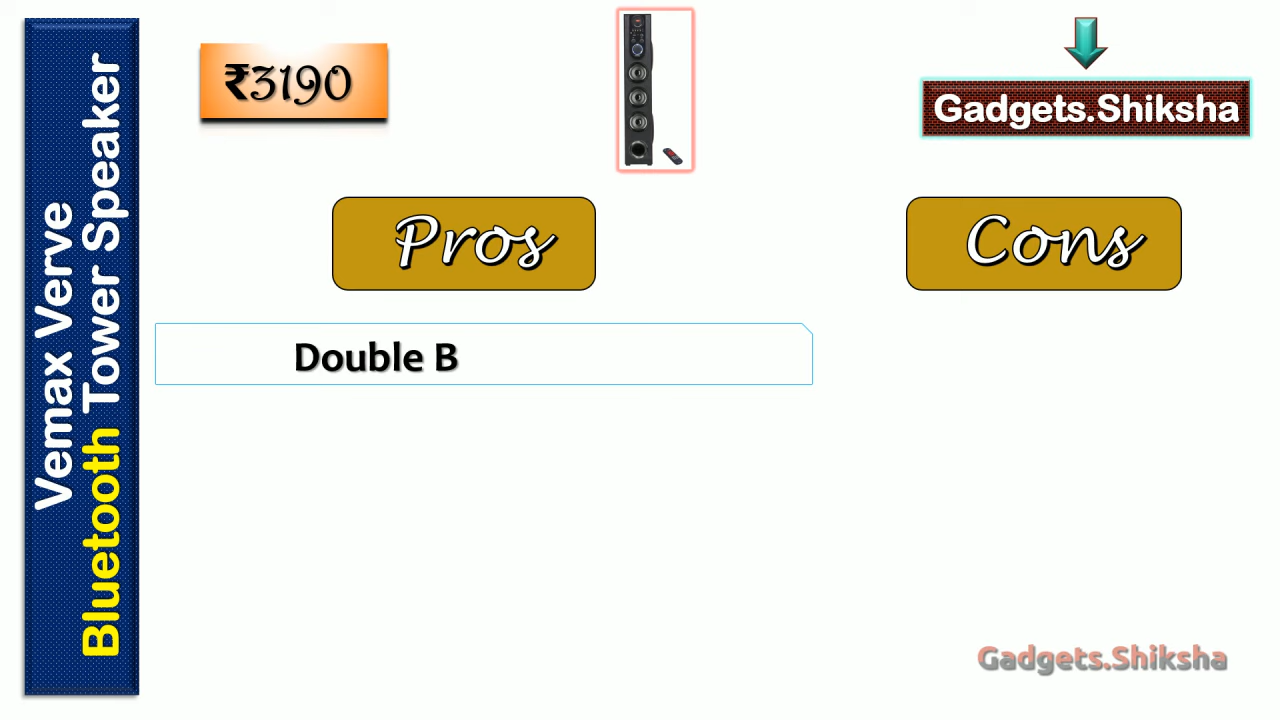 Vemax Verve
Bluetooth Tower Speaker
₹3190
Gadgets.Shiksha
Pros
Cons
Double B
Gadgets.Shiksha